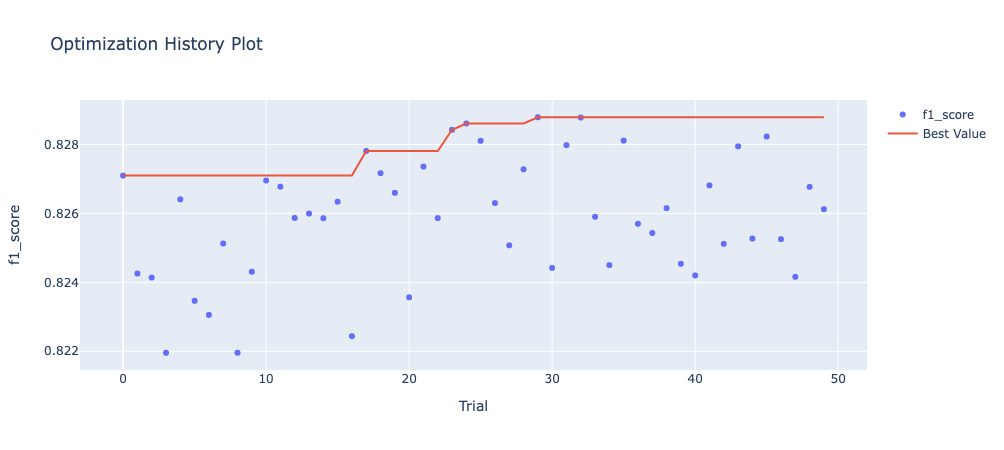 Optimization History Plot
f1_score
Best Value
0.828
0.826
0.824
0.822
f1_score
0
10
20
30
40
50
Trial